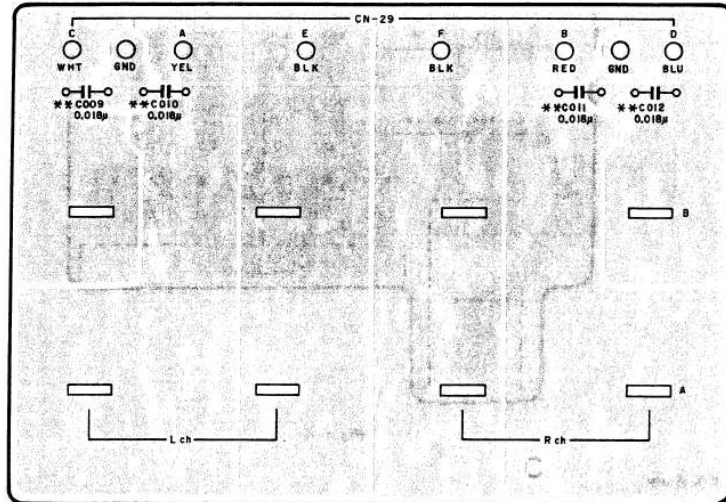 CN-29
C A E F B D
WHT GND YEL BLK BLK RED GND BLU
**C009 **C010 **C011 **C012
0.018μ 0.018μ 0.018μ 0.018μ
B
A
L ch R ch